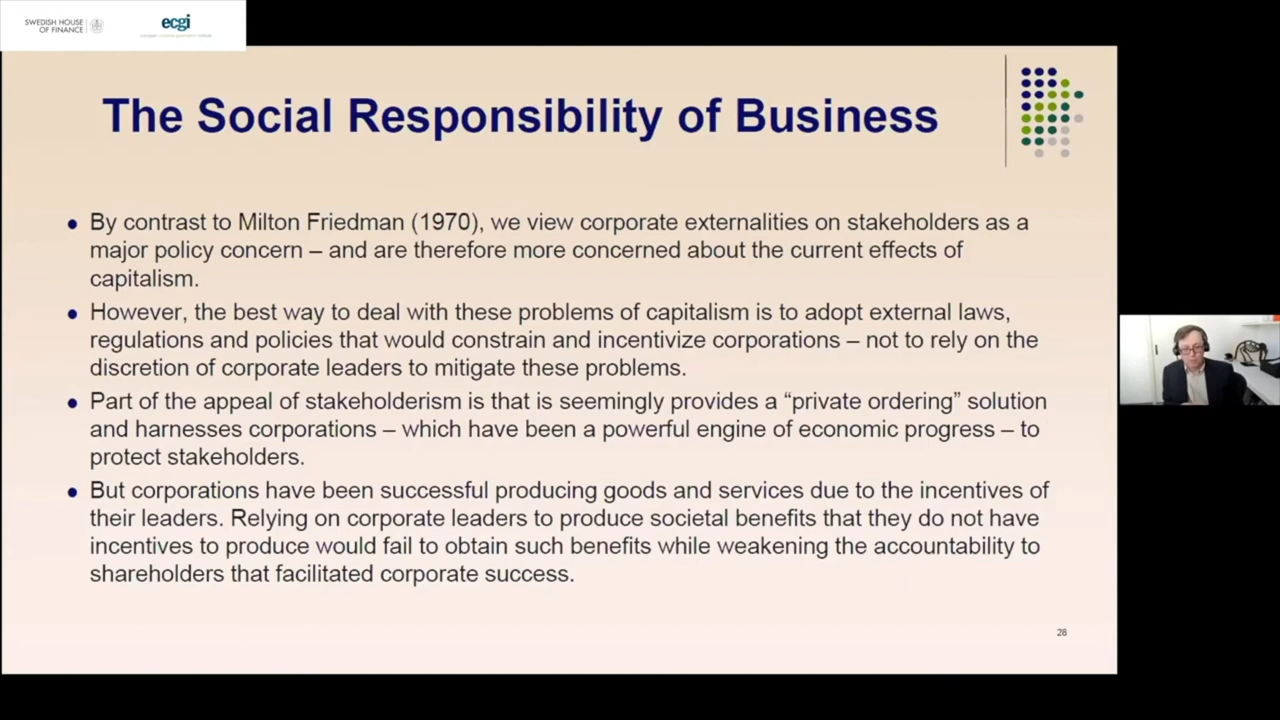 SWEDISH HOUSE
OF FINANCE
ecgi
The Social Responsibility of Business
By contrast to Milton Friedman (1970), we view corporate externalities on stakeholders as a
major policy concern – and are therefore more concerned about the current effects of
capitalism.
However, the best way to deal with these problems of capitalism is to adopt external laws,
regulations and policies that would constrain and incentivize corporations – not to rely on the
discretion of corporate leaders to mitigate these problems.
Part of the appeal of stakeholderism is that is seemingly provides a “private ordering” solution
and harnesses corporations – which have been a powerful engine of economic progress – to
protect stakeholders.
But corporations have been successful producing goods and services due to the incentives of
their leaders. Relying on corporate leaders to produce societal benefits that they do not have
incentives to produce would fail to obtain such benefits while weakening the accountability to
shareholders that facilitated corporate success.
28